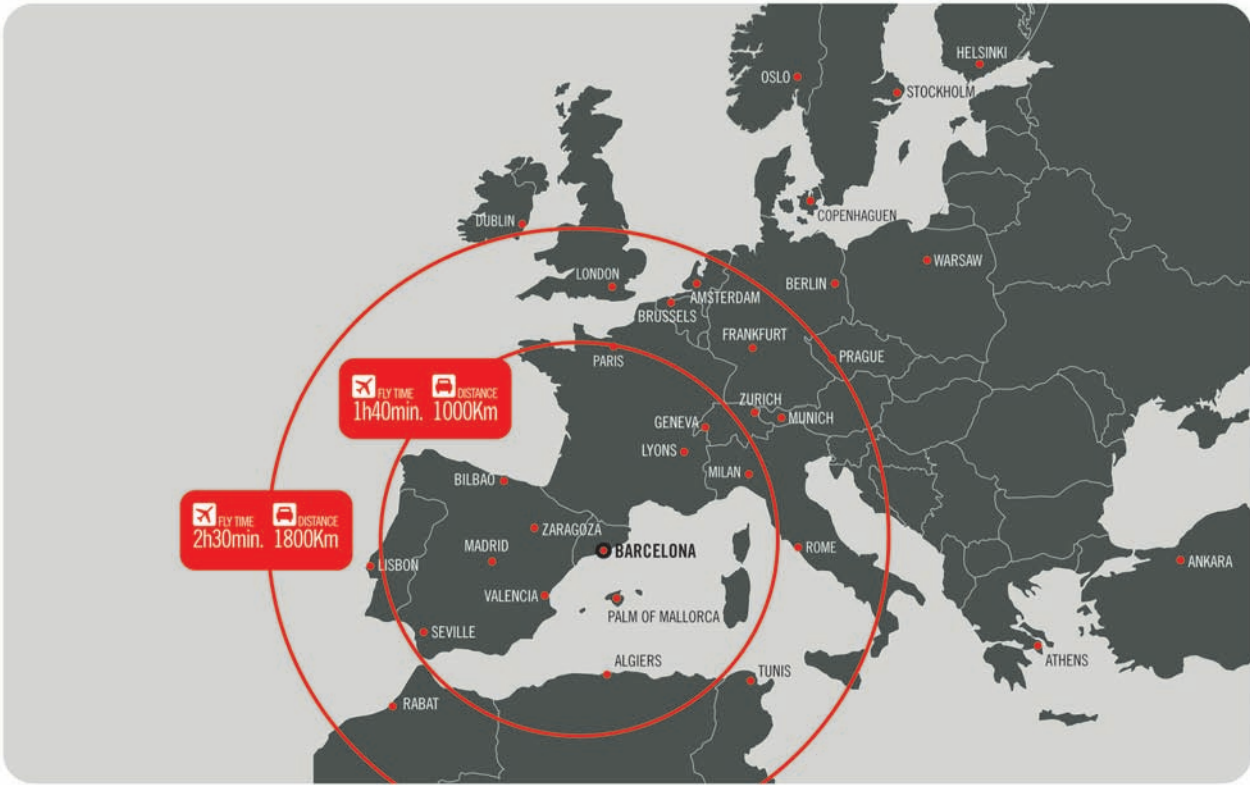 HELSINKI
OSLO
STOCKHOLM
COPENHAGUEN
DUBLIN
WARSAW
LONDON
BERLIN
AMSTERDAM
BRUSSELS
FRANKFURT
PARIS
PRAGUE
FLY TIME
1h40min.
DISTANCE
1000Km
ZURICH
MUNICH
GENEVA
LYONS
MILAN
BILBAO
FLY TIME
2h30min.
DISTANCE
1800Km
ZARAGOZA
MADRID
BARCELONA
ROME
LISBON
ANKARA
VALENCIA
PALM OF MALLORCA
SEVILLE
ALGIERS
ATHENS
TUNIS
RABAT